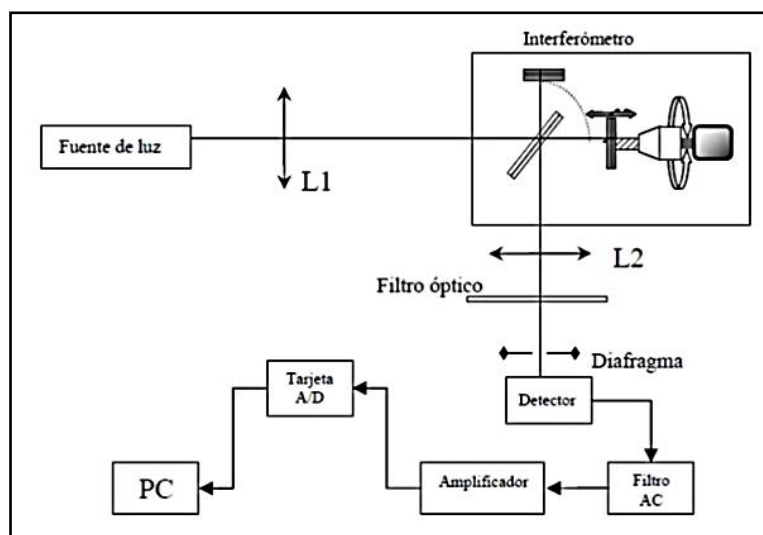 Interferómetro
Fuente de luz
L1
L2
Filtro óptico
Diafragma
Detector
Tarjeta
A/D
PC
Amplificador
Filtro
AC